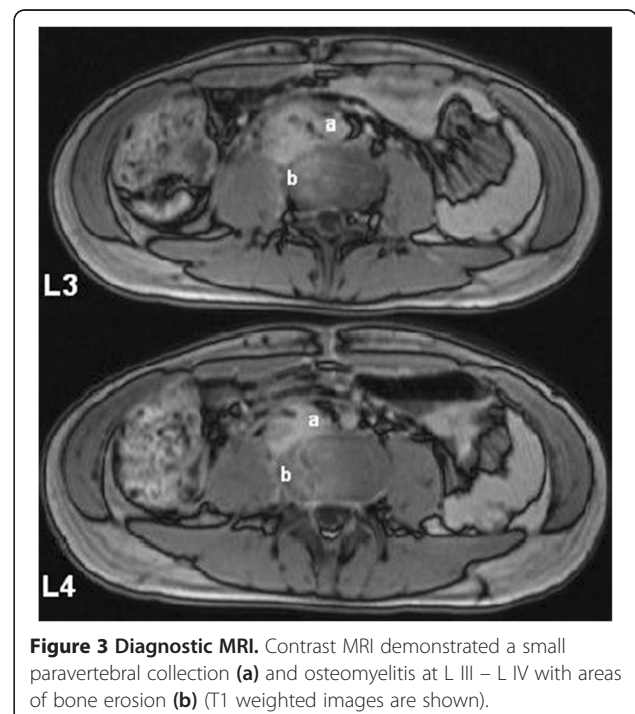 a
b
L3
a
b
L4
Figure 3 Diagnostic MRI. Contrast MRI demonstrated a small
paravertebral collection (a) and osteomyelitis at L III – L IV with areas
of bone erosion (b) (T1 weighted images are shown).